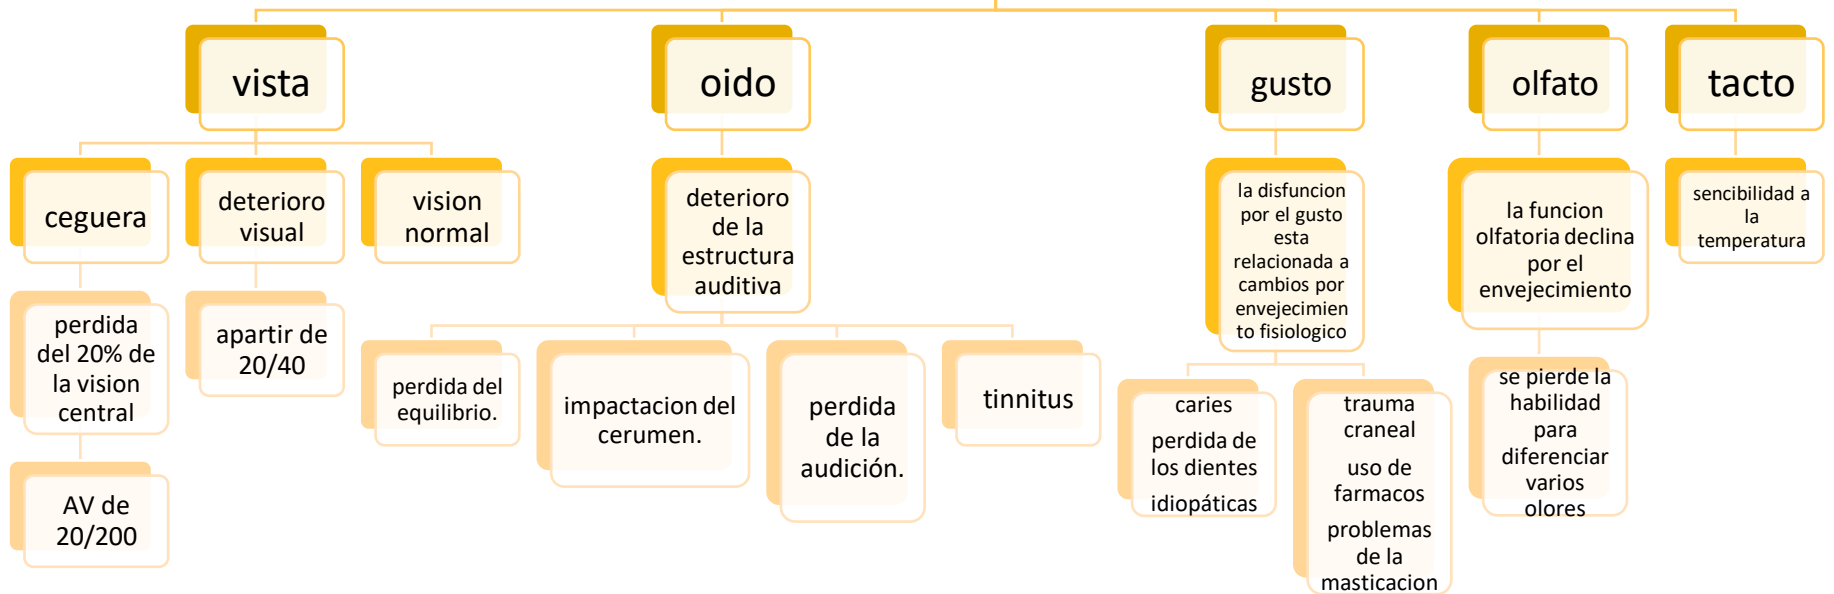 vista
oido
gusto
olfato
tacto
ceguera
deterioro
visual
vision
normal
deterioro
de la
estructura
auditiva
la disfuncion
por el gusto
esta
relacionada a
cambios por
envejecimien
to fisiologico
la funcion
olfatoria declina
por el
envejecimiento
sencibilidad a
la
temperatura
perdida
del 20% de
la vision
central
apartir de
20/40
perdida del
equilibrio.
impactacion del
cerumen.
perdida
de la
audición.
tinnitus
caries
perdida de
los dientes
idiopáticas
trauma
craneal
uso de
farmacos
problemas
de la
masticacion
se pierde la
habilidad
para
diferenciar
varios
olores
AV de
20/200